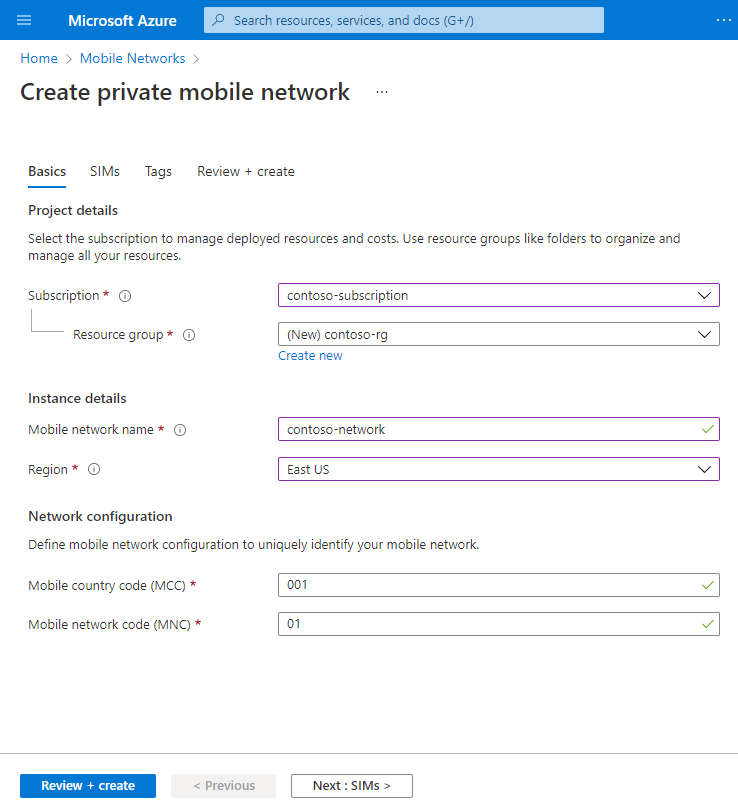 Microsoft Azure
Search resources, services, and docs (G+/)
...
Home > Mobile Networks >
Create private mobile network ...
Basics SIMs Tags Review + create
Project details
Select the subscription to manage deployed resources and costs. Use resource groups like folders to organize and
manage all your resources.
Subscription * contoso-subscription
Resource group * (New) contoso-rg
Create new
Instance details
Mobile network name * contoso-network
Region * East US
Network configuration
Define mobile network configuration to uniquely identify your mobile network.
Mobile country code (MCC) * 001
Mobile network code (MNC) * 01
Review + create < Previous Next : SIMs >